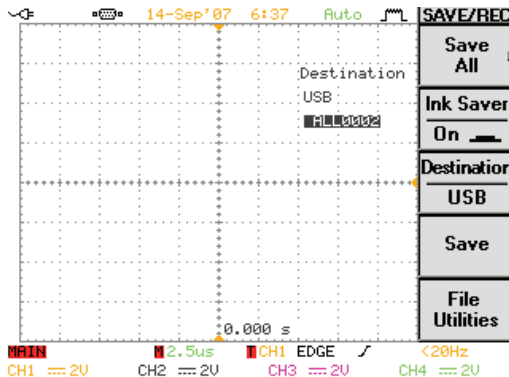 14-Sep'07 6:37 Auto SAVE/REC
Save All
Destination
USB
ALL0002
Ink Saver
On
Destination
USB
Save
File Utilities
0.000 s
MAIN M 2.5us T CH1 EDGE <20Hz
CH1 2V CH2 2V CH3 2V CH4 2V